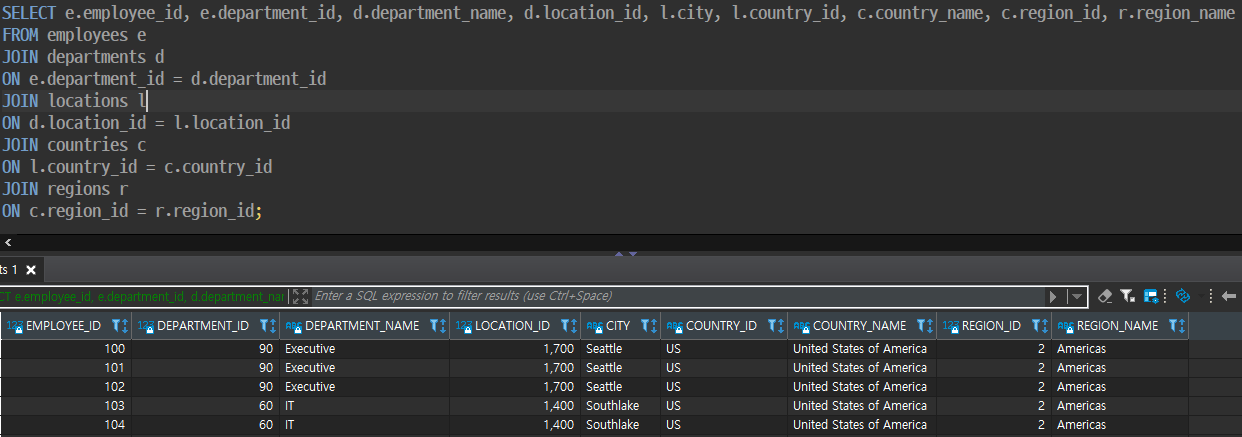 SELECT e.employee_id, e.department_id, d.department_name, d.location_id, l.city, l.country_id, c.country_name, c.region_id, r.region_name
FROM employees e
JOIN departments d
ON e.department_id = d.department_id
JOIN locations l
ON d.location_id = l.location_id
JOIN countries c
ON l.country_id = c.country_id
JOIN regions r
ON c.region_id = r.region_id;
ts 1
CT e.employee_id, e.department_id, d.department_nar Enter a SQL expression to filter results (use Ctrl+Space)
123 EMPLOYEE_ID 123 DEPARTMENT_ID ABC DEPARTMENT_NAME 123 LOCATION_ID ABC CITY ABC COUNTRY_ID ABC COUNTRY_NAME 123 REGION_ID ABC REGION_NAME
100 90 Executive 1,700 Seattle US United States of America 2 Americas
101 90 Executive 1,700 Seattle US United States of America 2 Americas
102 90 Executive 1,700 Seattle US United States of America 2 Americas
103 60 IT 1,400 Southlake US United States of America 2 Americas
104 60 IT 1,400 Southlake US United States of America 2 Americas